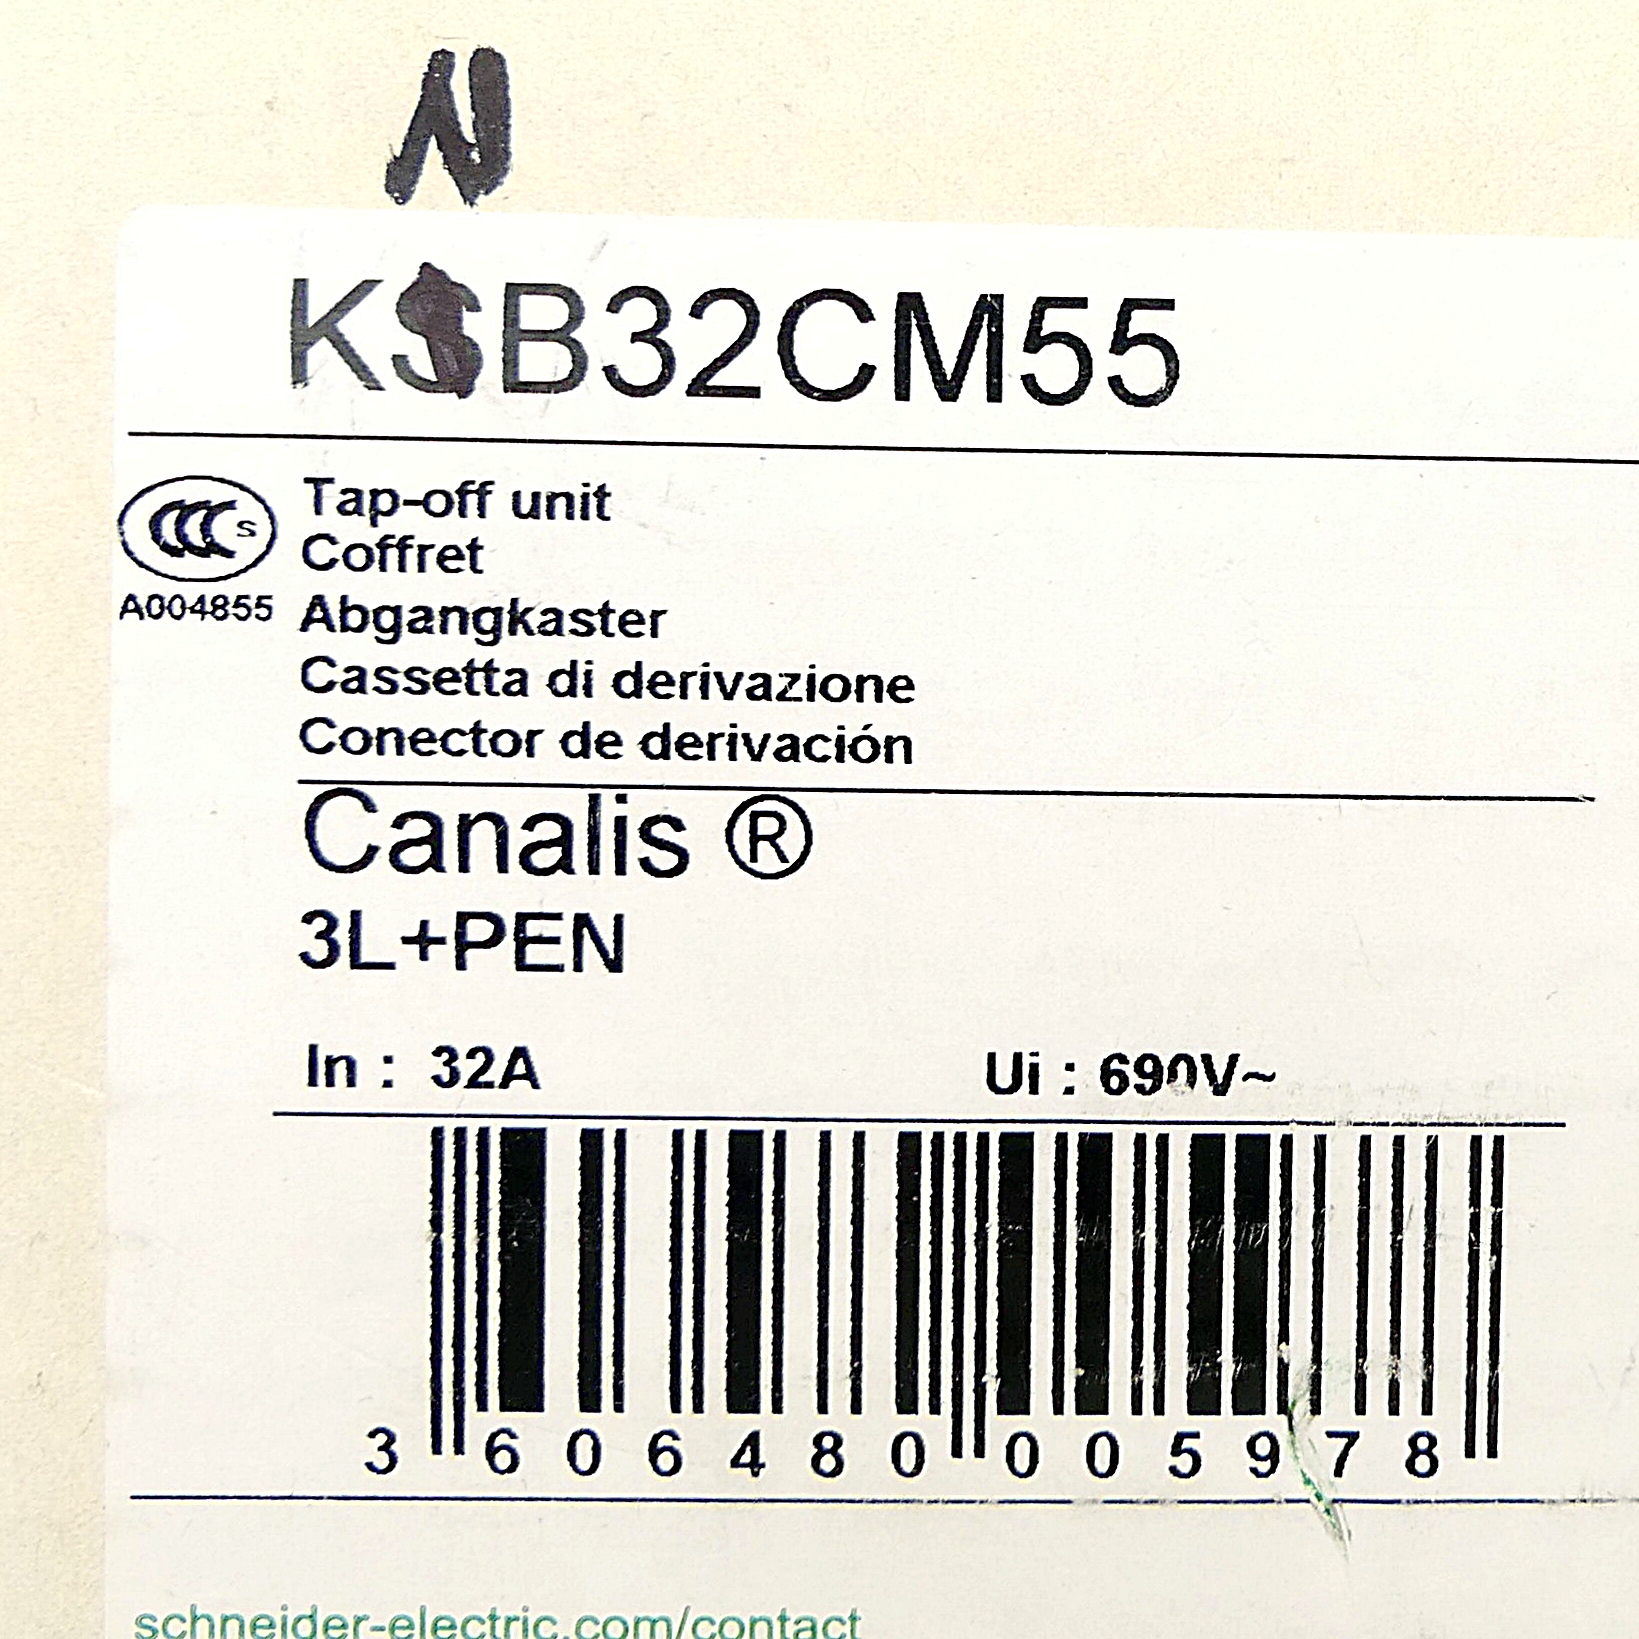 N
KSB32CM55
CCC S
A004855
Tap-off unit
Coffret
Abgangkaster
Cassetta di derivazione
Conector de derivación
Canalis ®
3L+PEN
In : 32A Ui : 690V~
3 606480 005978
schneider-electric.com/contact